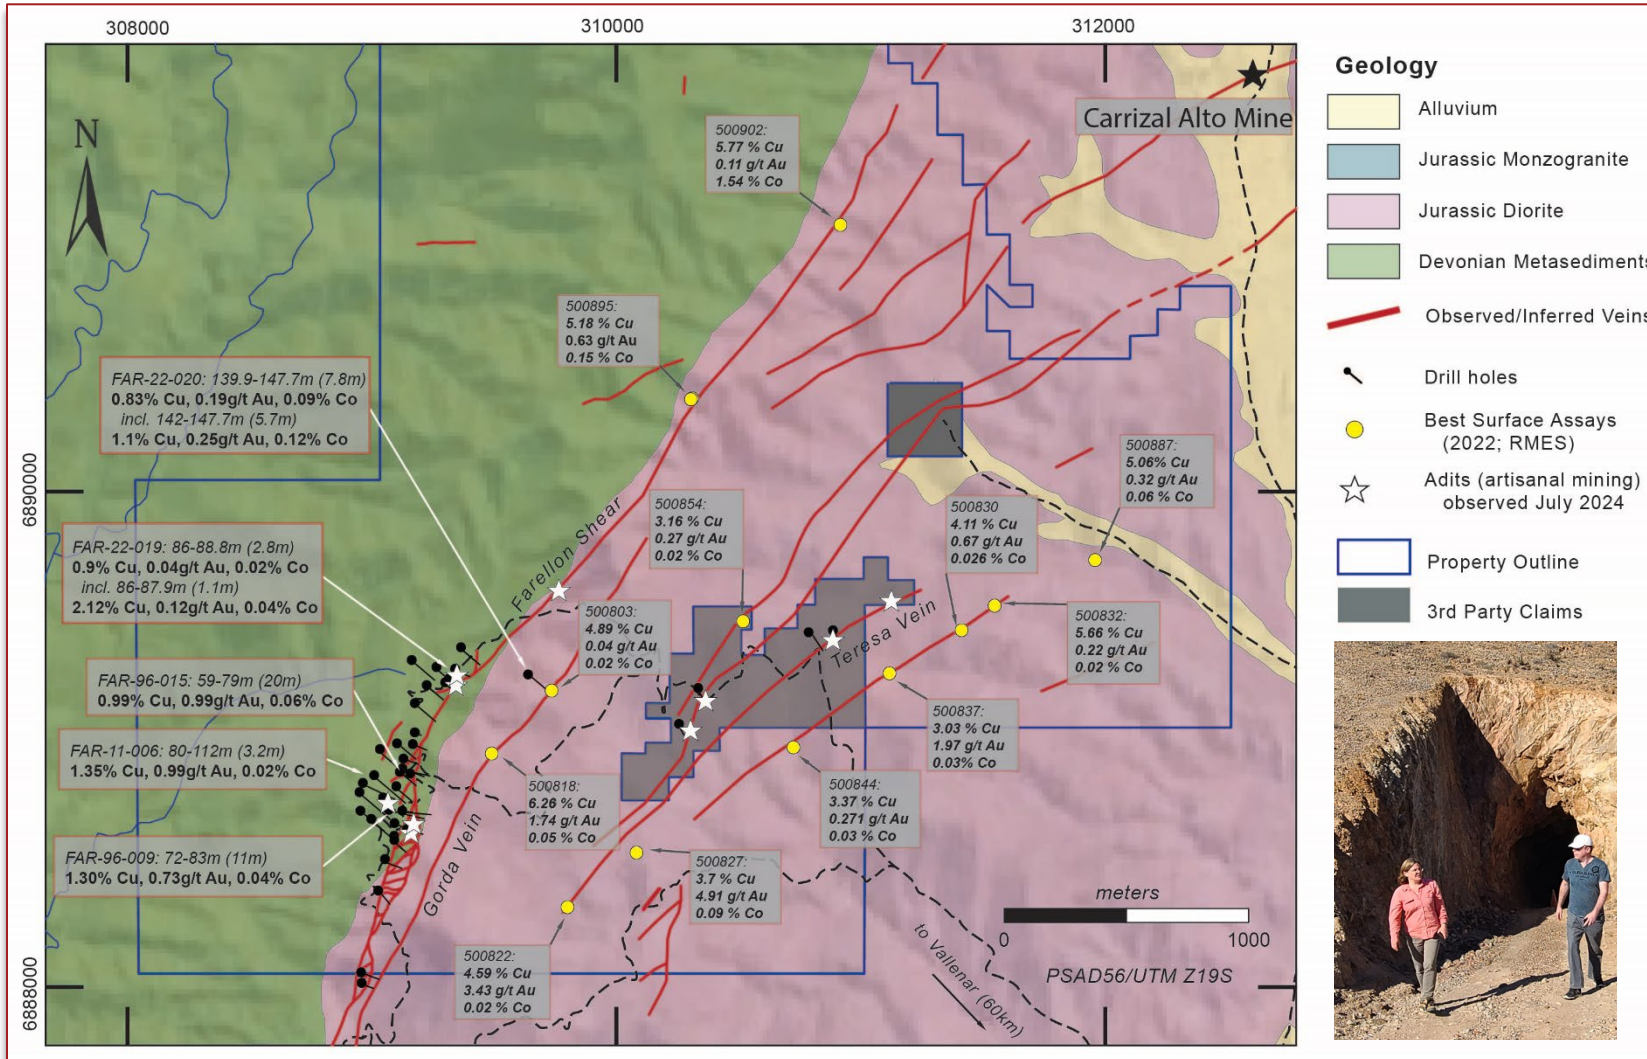 308000
310000
312000
6890000
6888000
N
Carrizal Alto Mine
500902:
5.77 % Cu
0.11 g/t Au
1.54 % Co
500895:
5.18 % Cu
0.63 g/t Au
0.15 % Co
FAR-22-020: 139.9-147.7m (7.8m)
0.83% Cu, 0.19g/t Au, 0.09% Co
incl. 142-147.7m (5.7m)
1.1% Cu, 0.25g/t Au, 0.12% Co
500887:
5.06% Cu
0.32 g/t Au
0.06 % Co
500854:
3.16 % Cu
0.27 g/t Au
0.02 % Co
500830
4.11 % Cu
0.67 g/t Au
0.026 % Co
Farellon Shear
FAR-22-019: 86-88.8m (2.8m)
0.9% Cu, 0.04g/t Au, 0.02% Co
incl. 86-87.9m (1.1m)
2.12% Cu, 0.12g/t Au, 0.04% Co
500803:
4.89 % Cu
0.04 g/t Au
0.02 % Co
Teresa Vein
500832:
5.66 % Cu
0.22 g/t Au
0.02 % Co
FAR-96-015: 59-79m (20m)
0.99% Cu, 0.99g/t Au, 0.06% Co
500837:
3.03 % Cu
1.97 g/t Au
0.03% Co
FAR-11-006: 80-112m (3.2m)
1.35% Cu, 0.99g/t Au, 0.02% Co
500818:
6.26 % Cu
1.74 g/t Au
0.05 % Co
500844:
3.37 % Cu
0.271 g/t Au
0.03 % Co
Gorda Vein
FAR-96-009: 72-83m (11m)
1.30% Cu, 0.73g/t Au, 0.04% Co
500827:
3.7 % Cu
4.91 g/t Au
0.09 % Co
500822:
4.59 % Cu
3.43 g/t Au
0.02 % Co
to Vallenar (60km)
meters
0 1000
PSAD56/UTM Z19S
Geology
Alluvium
Jurassic Monzogranite
Jurassic Diorite
Devonian Metasediments
Observed/Inferred Veins
Drill holes
Best Surface Assays
(2022; RMES)
Adits (artisanal mining)
observed July 2024
Property Outline
3rd Party Claims